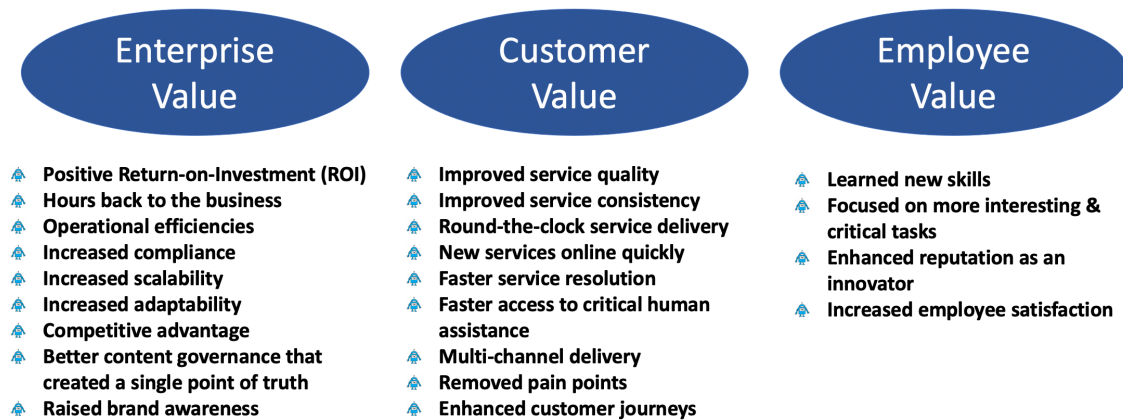 Enterprise
Value
Positive Return-on-Investment (ROI)
Hours back to the business
Operational efficiencies
Increased compliance
Increased scalability
Increased adaptability
Competitive advantage
Better content governance that
created a single point of truth
Raised brand awareness
Customer
Value
Improved service quality
Improved service consistency
Round-the-clock service delivery
New services online quickly
Faster service resolution
Faster access to critical human
assistance
Multi-channel delivery
Removed pain points
Enhanced customer journeys
Employee
Value
Learned new skills
Focused on more interesting &
critical tasks
Enhanced reputation as an
innovator
Increased employee satisfaction